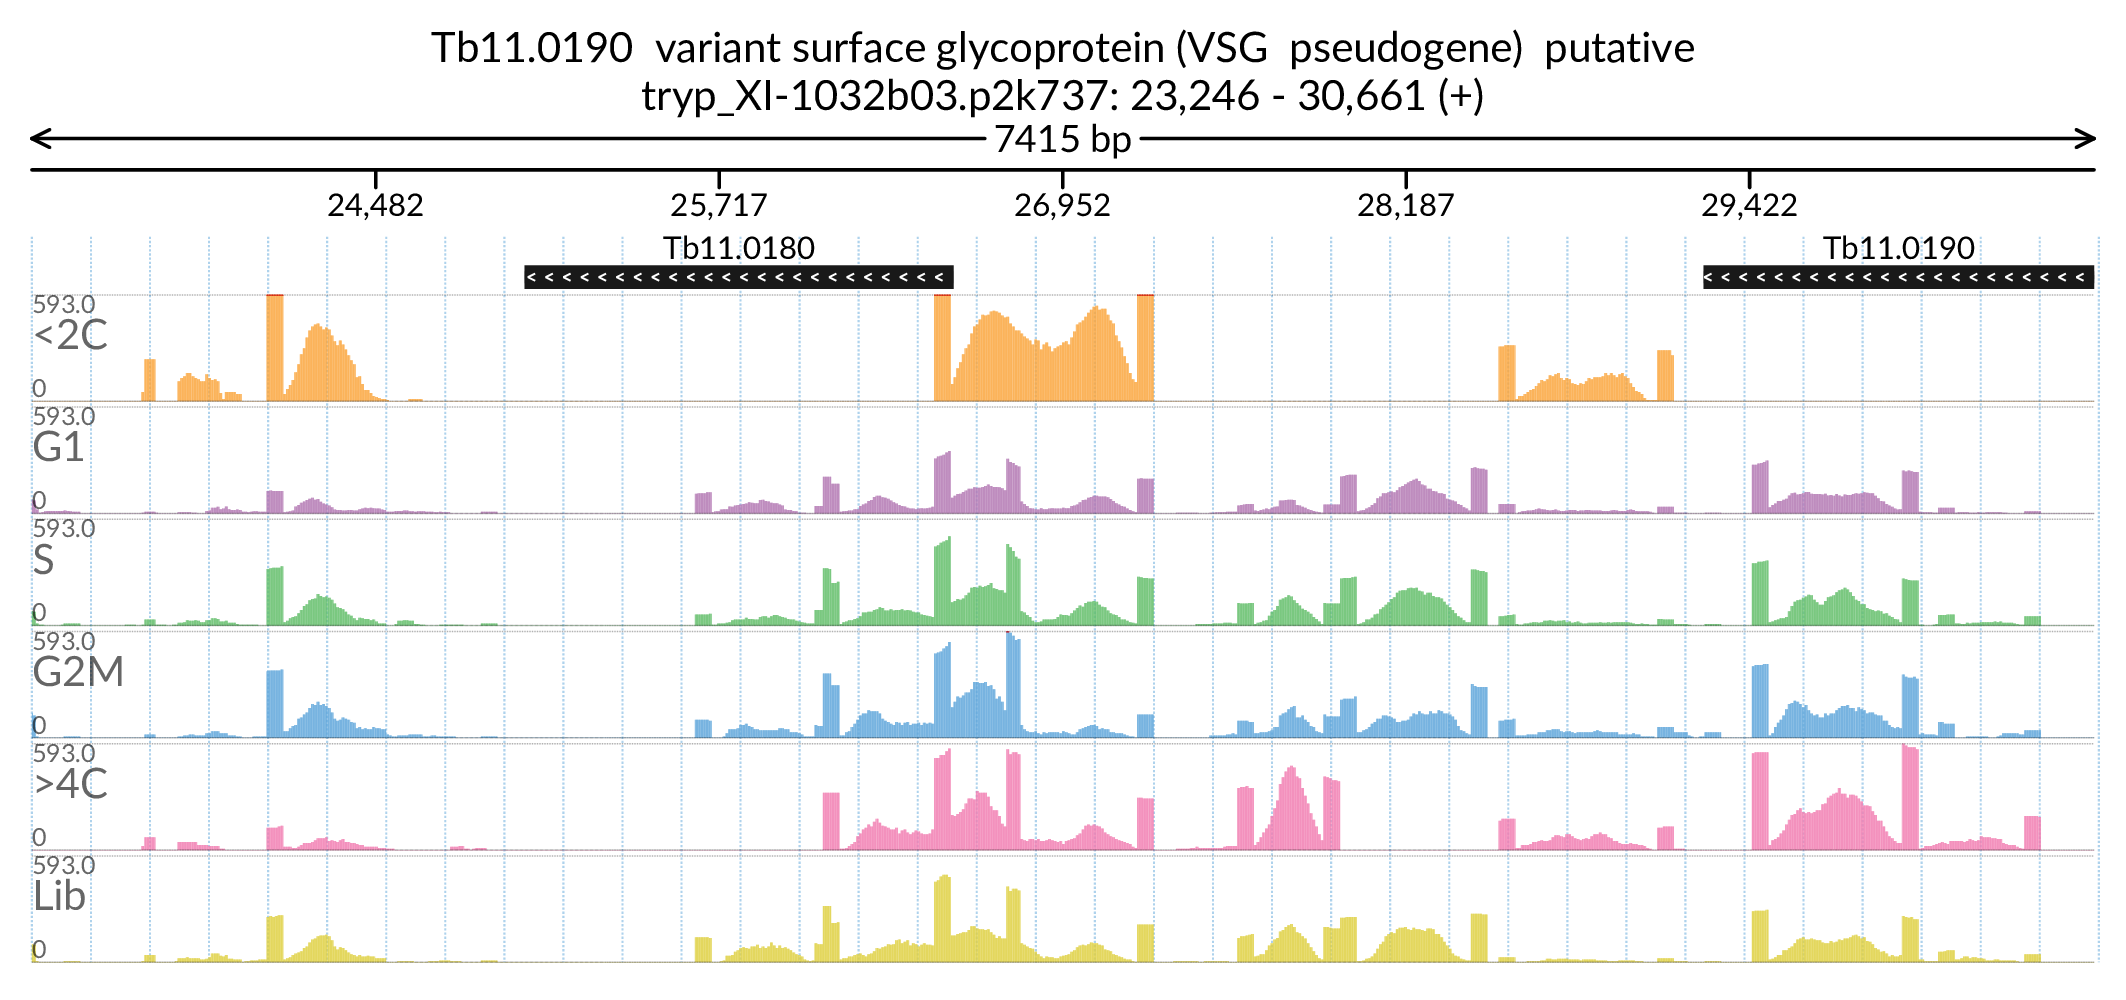 Tb11.0190 variant surface glycoprotein (VSG pseudogene) putative
tryp_XI-1032b03.p2k737: 23,246 - 30,661 (+)
7415 bp
24,482 25,717 26,952 28,187 29,422
Tb11.0180 Tb11.0190
593.0
<2C
0
593.0
G1
0
593.0
S
0
593.0
G2M
0
593.0
>4C
0
593.0
Lib
0